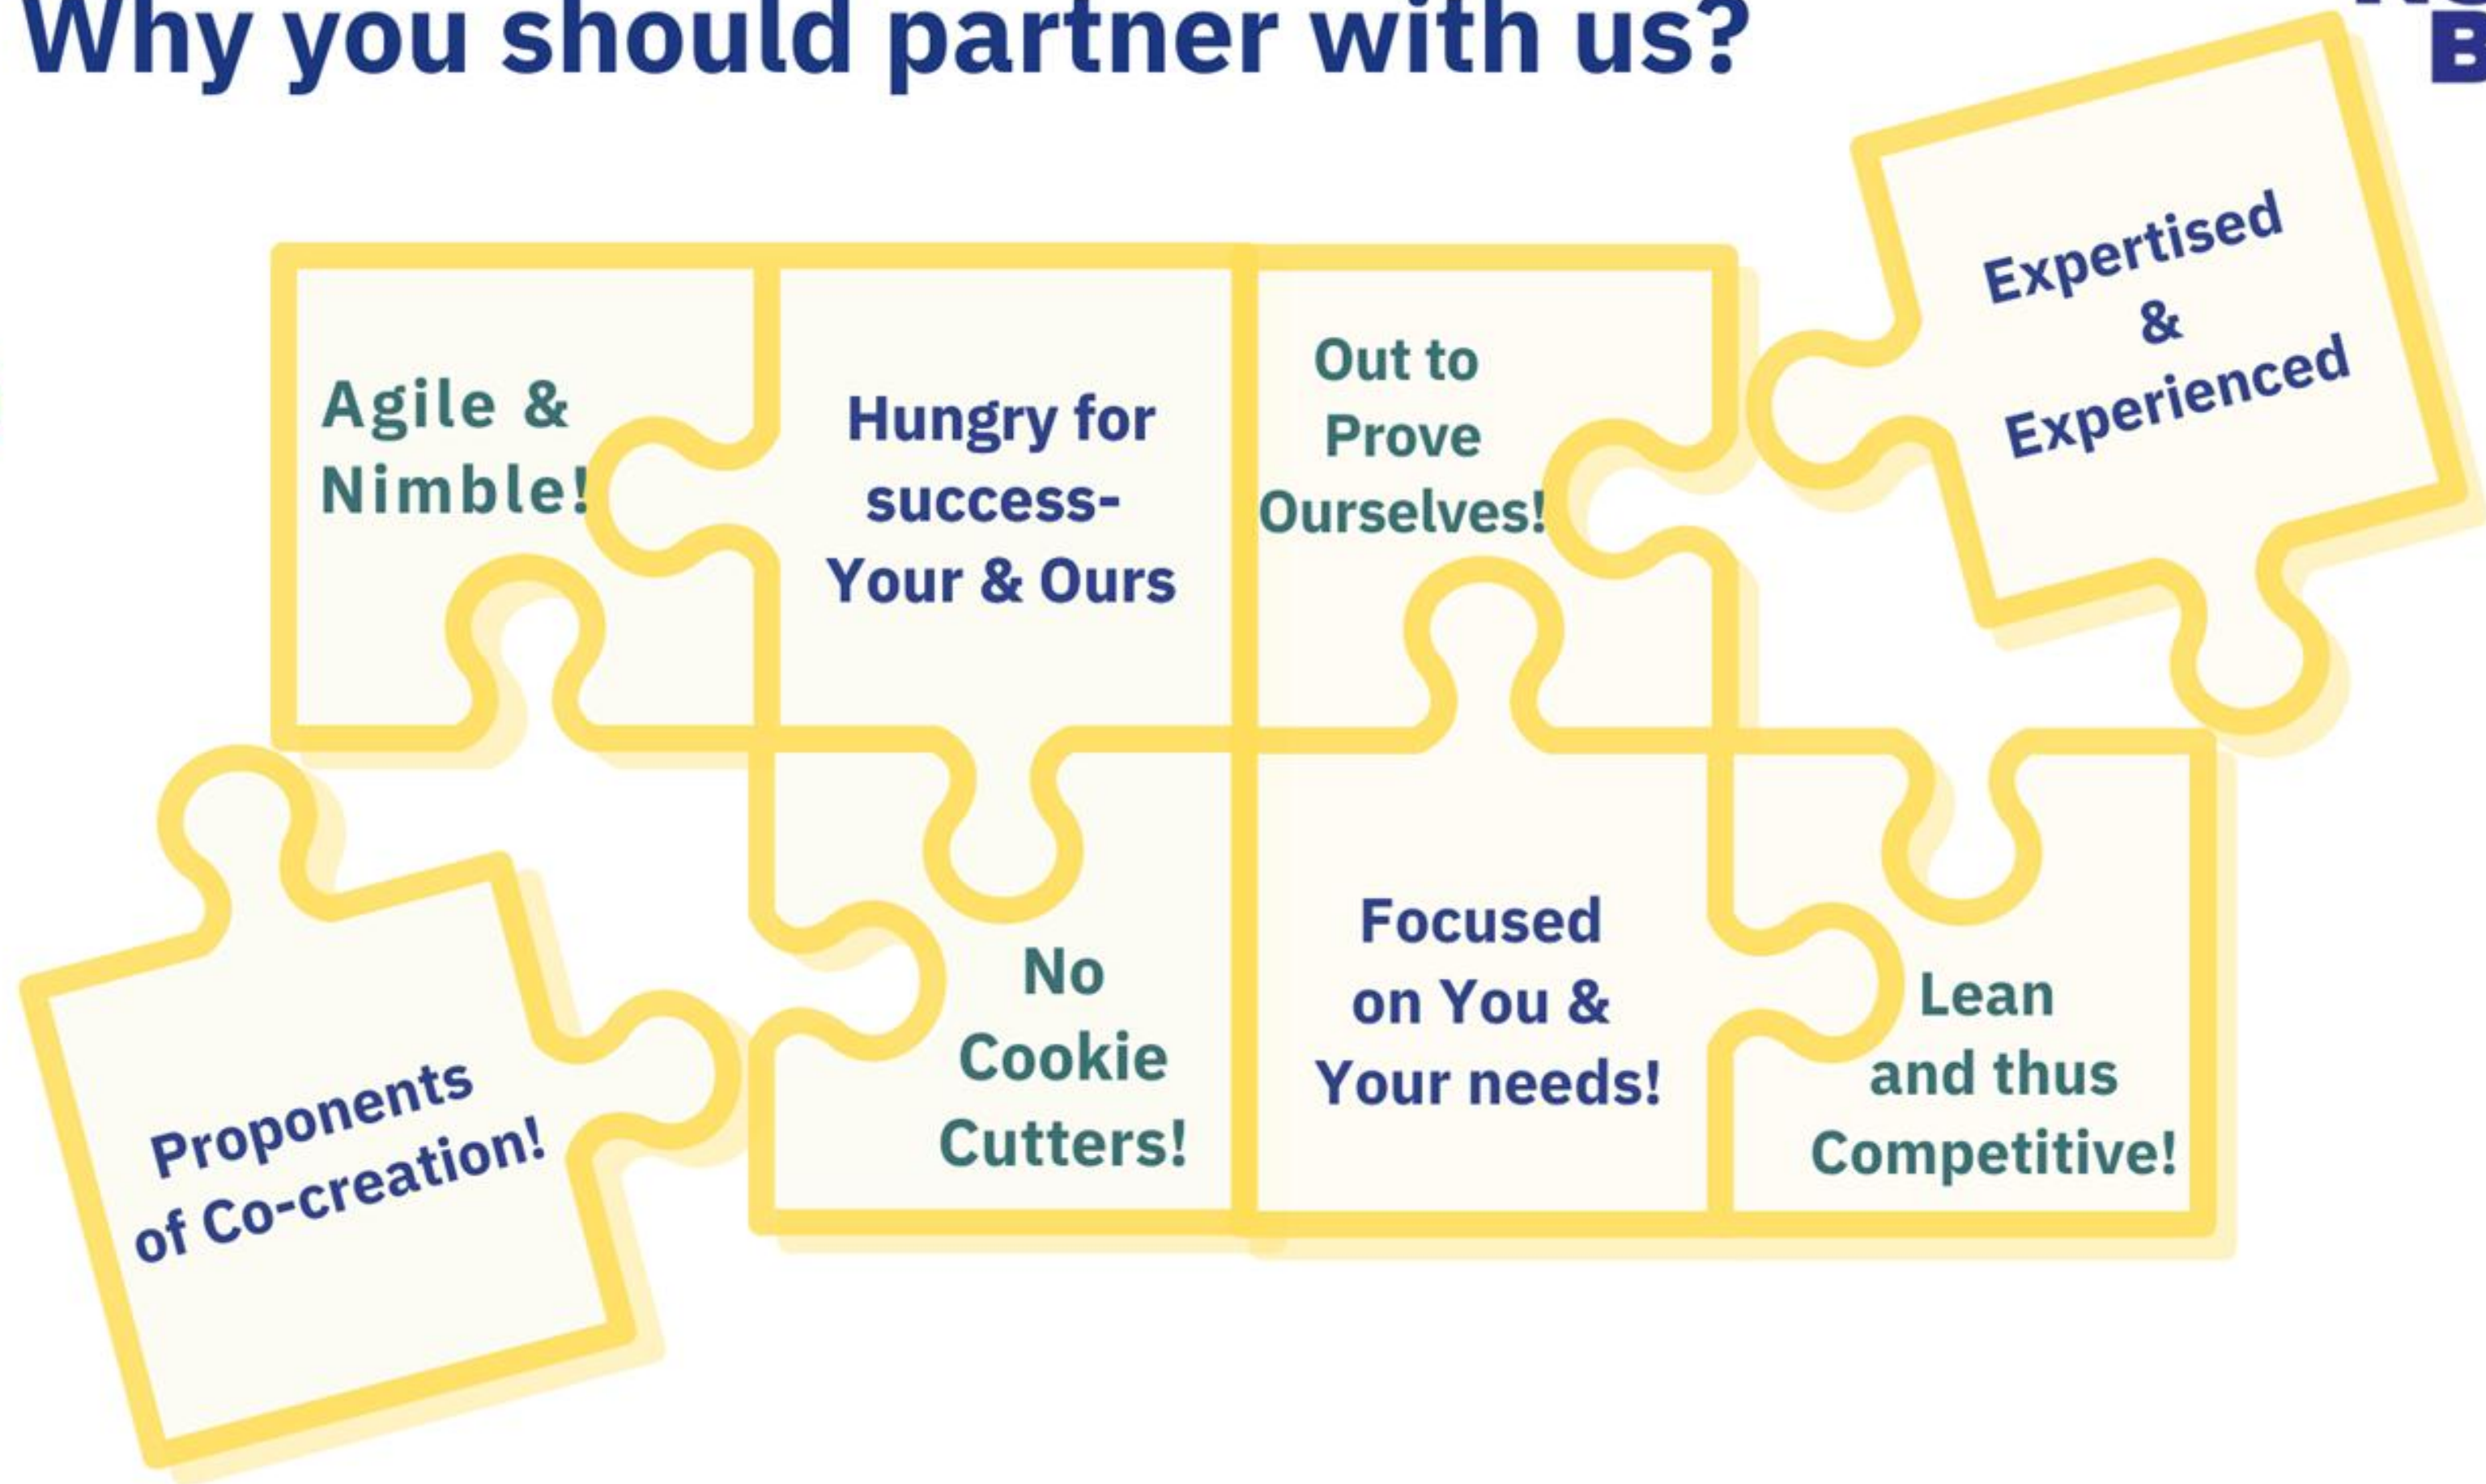 Why you should partner with us?
B
Agile &
Nimble!
Hungry for
success-
Your & Ours
Out to
Prove
Ourselves!
Expertised
&
Experienced
Proponents
of Co-creation!
No
Cookie
Cutters!
Focused
on You &
Your needs!
Lean
and thus
Competitive!